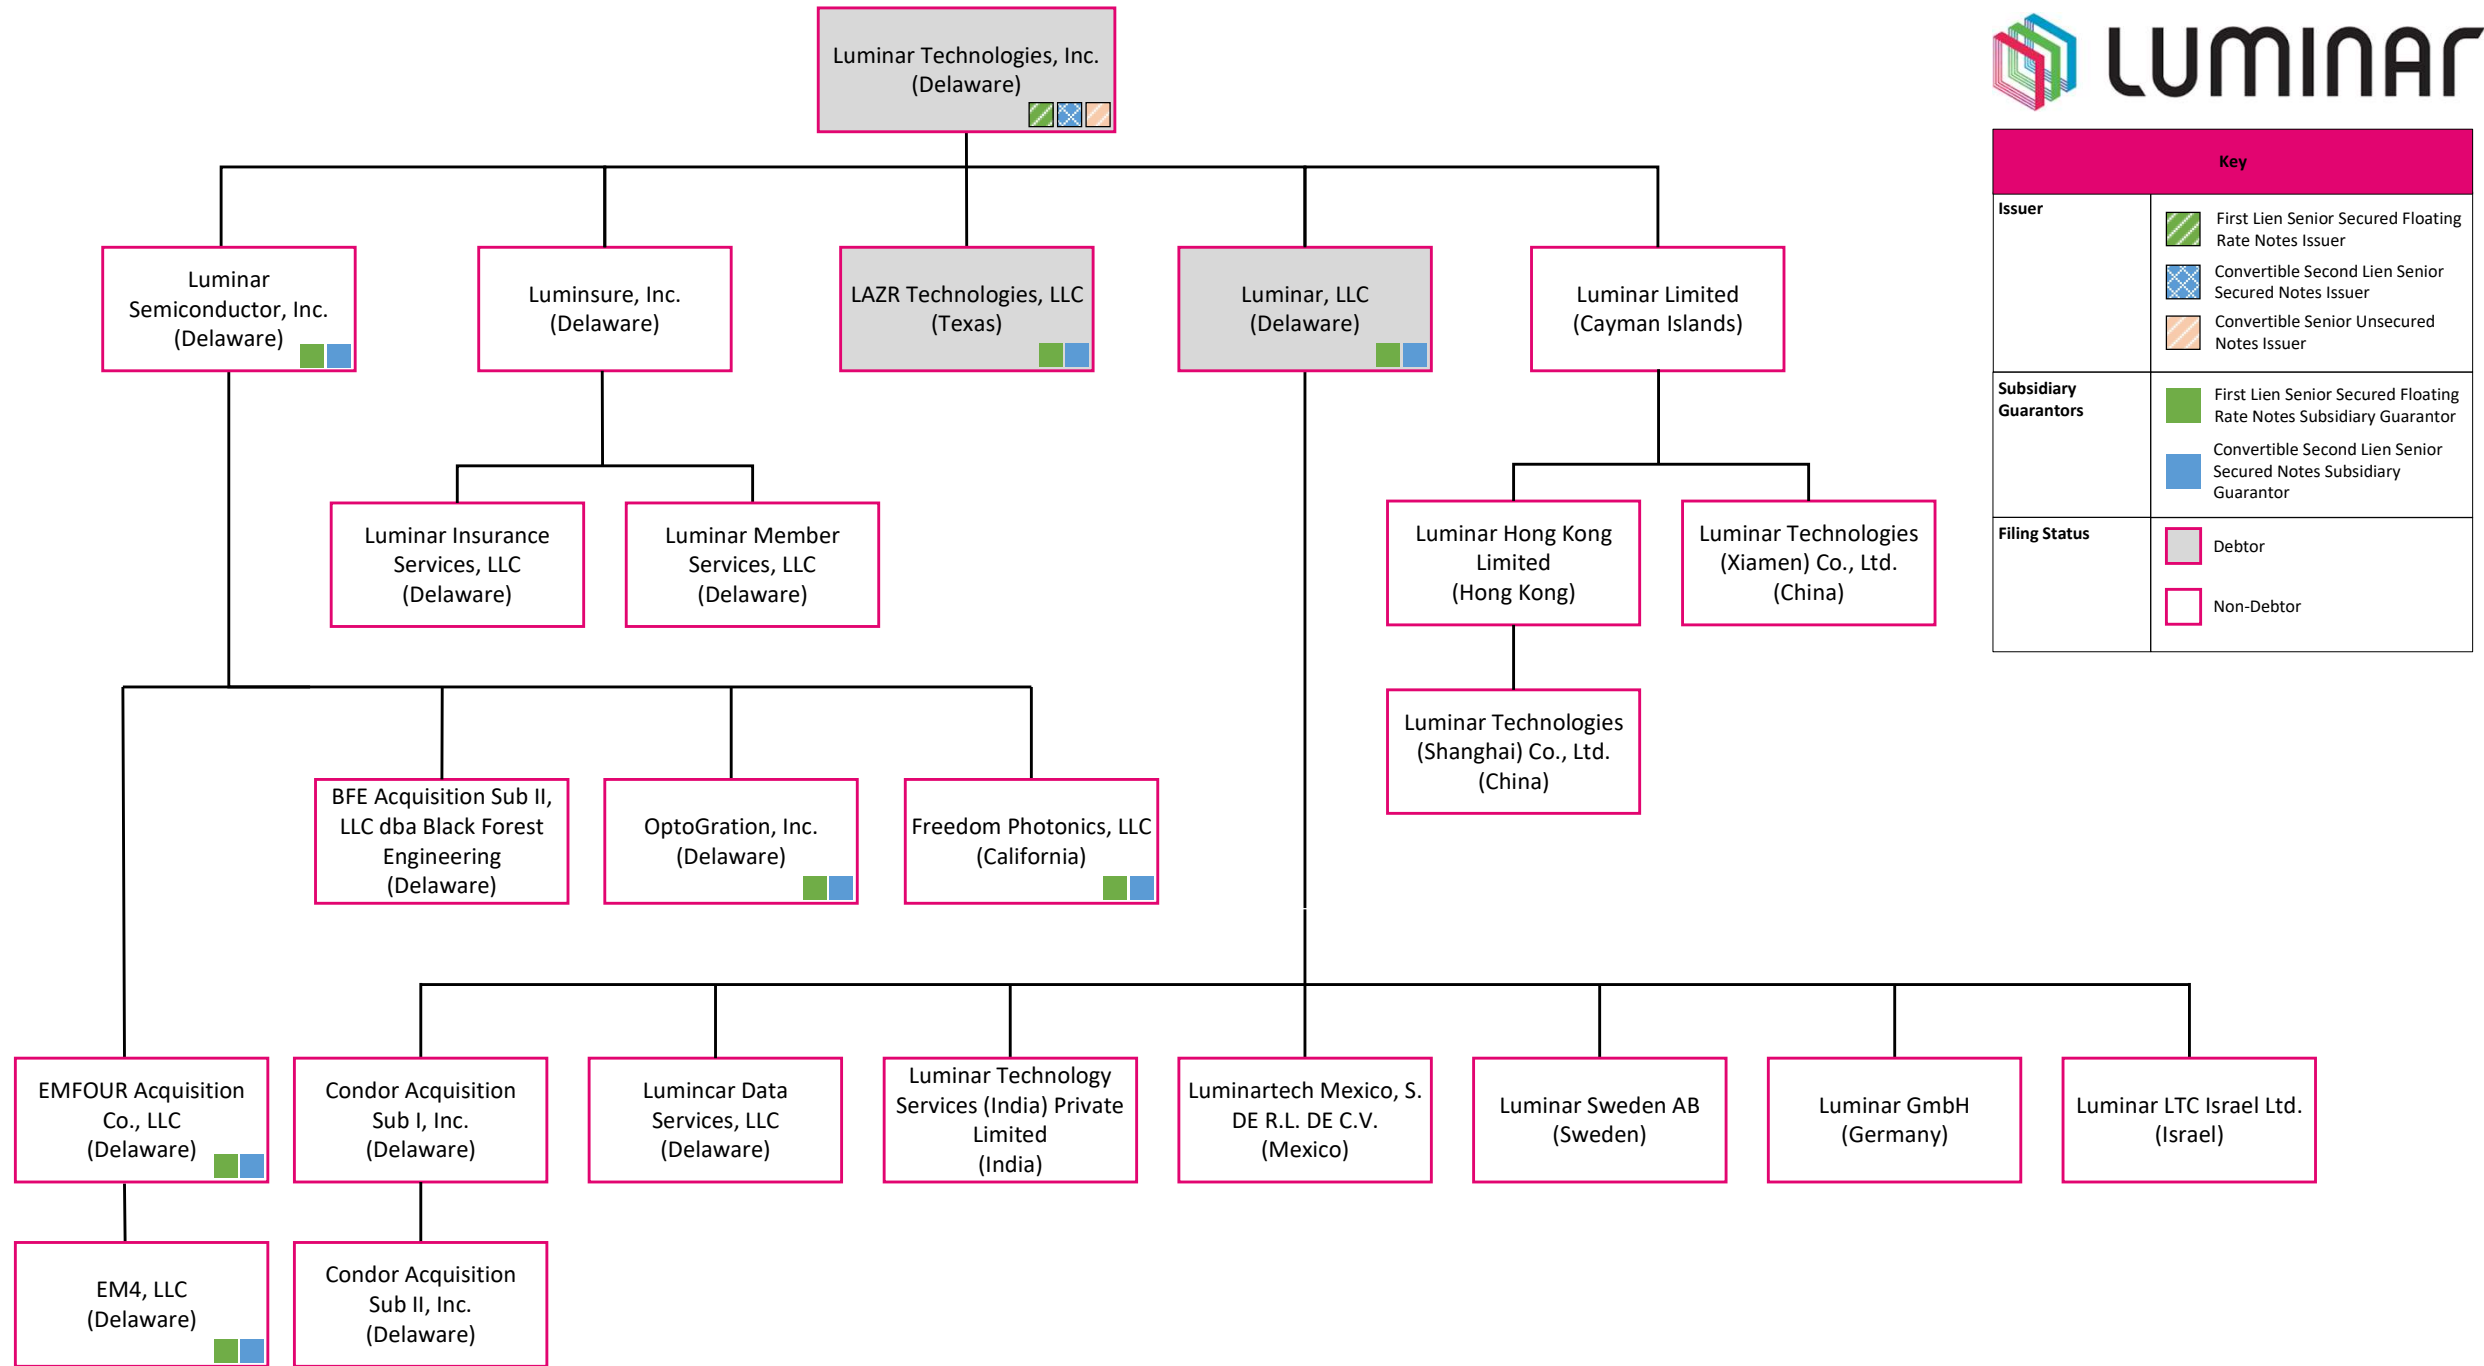 Luminar Technologies, Inc.
(Delaware)
LUMINAR
Key
Issuer
First Lien Senior Secured Floating
Rate Notes Issuer
Convertible Second Lien Senior
Secured Notes Issuer
Convertible Senior Unsecured
Notes Issuer
Subsidiary
Guarantors
First Lien Senior Secured Floating
Rate Notes Subsidiary Guarantor
Convertible Second Lien Senior
Secured Notes Subsidiary
Guarantor
Filing Status
Debtor
Non-Debtor
Luminar
Semiconductor, Inc.
(Delaware)
Luminsure, Inc.
(Delaware)
LAZR Technologies, LLC
(Texas)
Luminar, LLC
(Delaware)
Luminar Limited
(Cayman Islands)
Luminar Insurance
Services, LLC
(Delaware)
Luminar Member
Services, LLC
(Delaware)
Luminar Hong Kong
Limited
(Hong Kong)
Luminar Technologies
(Xiamen) Co., Ltd.
(China)
Luminar Technologies
(Shanghai) Co., Ltd.
(China)
BFE Acquisition Sub II,
LLC dba Black Forest
Engineering
(Delaware)
OptoGration, Inc.
(Delaware)
Freedom Photonics, LLC
(California)
EMFOUR Acquisition
Co., LLC
(Delaware)
Condor Acquisition
Sub I, Inc.
(Delaware)
Lumincar Data
Services, LLC
(Delaware)
Luminar Technology
Services (India) Private
Limited
(India)
Luminartech Mexico, S.
DE R.L. DE C.V.
(Mexico)
Luminar Sweden AB
(Sweden)
Luminar GmbH
(Germany)
Luminar LTC Israel Ltd.
(Israel)
EM4, LLC
(Delaware)
Condor Acquisition
Sub II, Inc.
(Delaware)